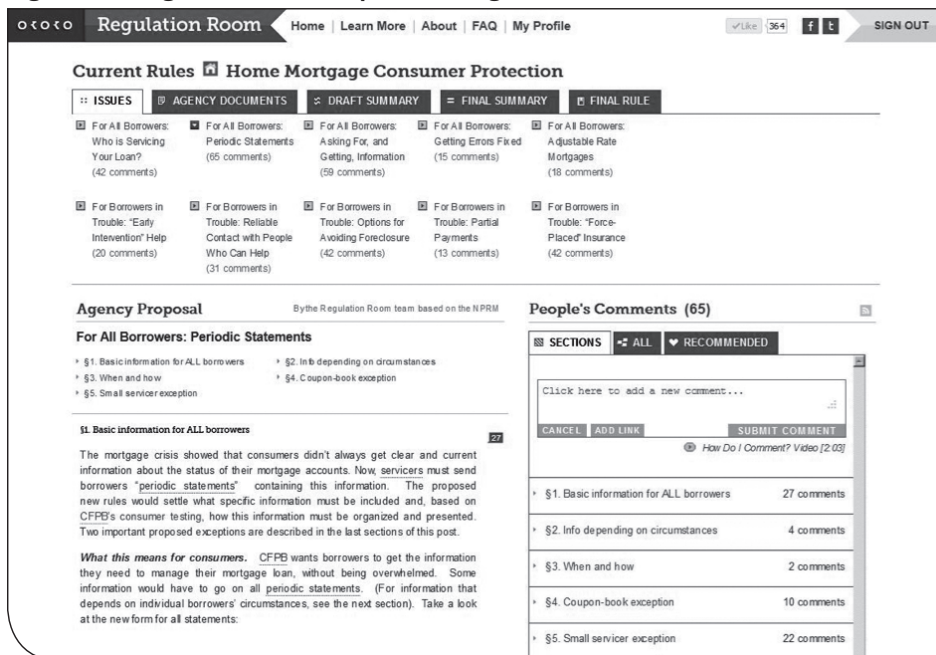 Regulation Room
Home | Learn More | About | FAQ | My Profile
Like 364
f t
SIGN OUT
Current Rules Home Mortgage Consumer Protection
ISSUES
AGENCY DOCUMENTS
DRAFT SUMMARY
FINAL SUMMARY
FINAL RULE
For All Borrowers:
Who is Servicing
Your Loan?
(42 comments)
For All Borrowers:
Periodic Statements
(65 comments)
For All Borrowers:
Asking For, and
Getting, Information
(59 comments)
For All Borrowers:
Getting Errors Fixed
(15 comments)
For All Borrowers:
Adjustable Rate
Mortgages
(18 comments)
For Borrowers in
Trouble: "Early
Intervention" Help
(20 comments)
For Borrowers in
Trouble: Reliable
Contact with People
Who Can Help
(31 comments)
For Borrowers in
Trouble: Options for
Avoiding Foreclosure
(42 comments)
For Borrowers in
Trouble: Partial
Payments
(13 comments)
For Borrowers in
Trouble: "Force-
Placed" Insurance
(42 comments)
Agency Proposal
By the Regulation Room team based on the NPRM
For All Borrowers: Periodic Statements
§1. Basic information for ALL borrowers
§2. Info depending on circumstances
§3. When and how
§4. Coupon-book exception
§5. Small servicer exception
§1. Basic information for ALL borrowers
27
The mortgage crisis showed that consumers didn't always get clear and current
information about the status of their mortgage accounts. Now, servicers must send
borrowers "periodic statements" containing this information. The proposed
new rules would settle what specific information must be included and, based on
CFPB's consumer testing, how this information must be organized and presented.
Two important proposed exceptions are described in the last sections of this post.
What this means for consumers. CFPB wants borrowers to get the information
they need to manage their mortgage loan, without being overwhelmed. Some
information would have to go on all periodic statements. (For information that
depends on individual borrowers' circumstances, see the next section). Take a look
at the new form for all statements:
People's Comments (65)
SECTIONS
ALL
RECOMMENDED
Click here to add a new comment...
CANCEL ADD LINK SUBMIT COMMENT
How Do I Comment? Video [2:03]
§1. Basic information for ALL borrowers 27 comments
§2. Info depending on circumstances 4 comments
§3. When and how 2 comments
§4. Coupon-book exception 10 comments
§5. Small servicer exception 22 comments